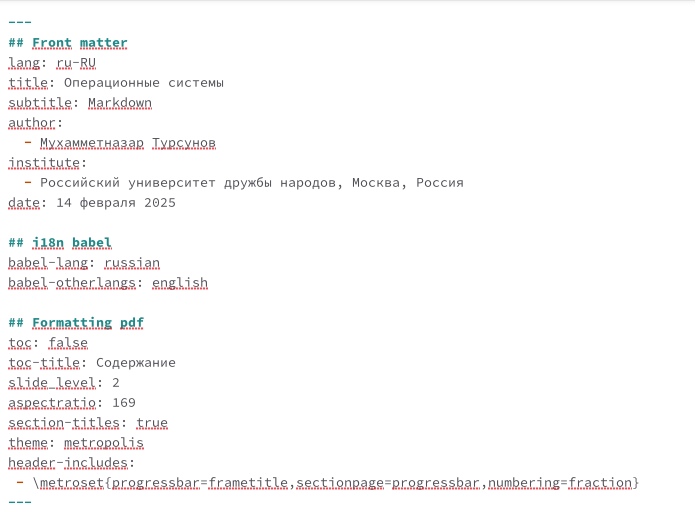 ---
## Front matter
lang: ru-RU
title: Операционные системы
subtitle: Markdown
author:
  - Мухамметназар Турсунов
institute:
  - Российский университет дружбы народов, Москва, Россия
date: 14 февраля 2025

## i18n babel
babel-lang: russian
babel-otherlangs: english

## Formatting pdf
toc: false
toc-title: Содержание
slide_level: 2
aspectratio: 169
section-titles: true
theme: metropolis
header-includes:
 - \metroset{progressbar=frametitle,sectionpage=progressbar,numbering=fraction}
---